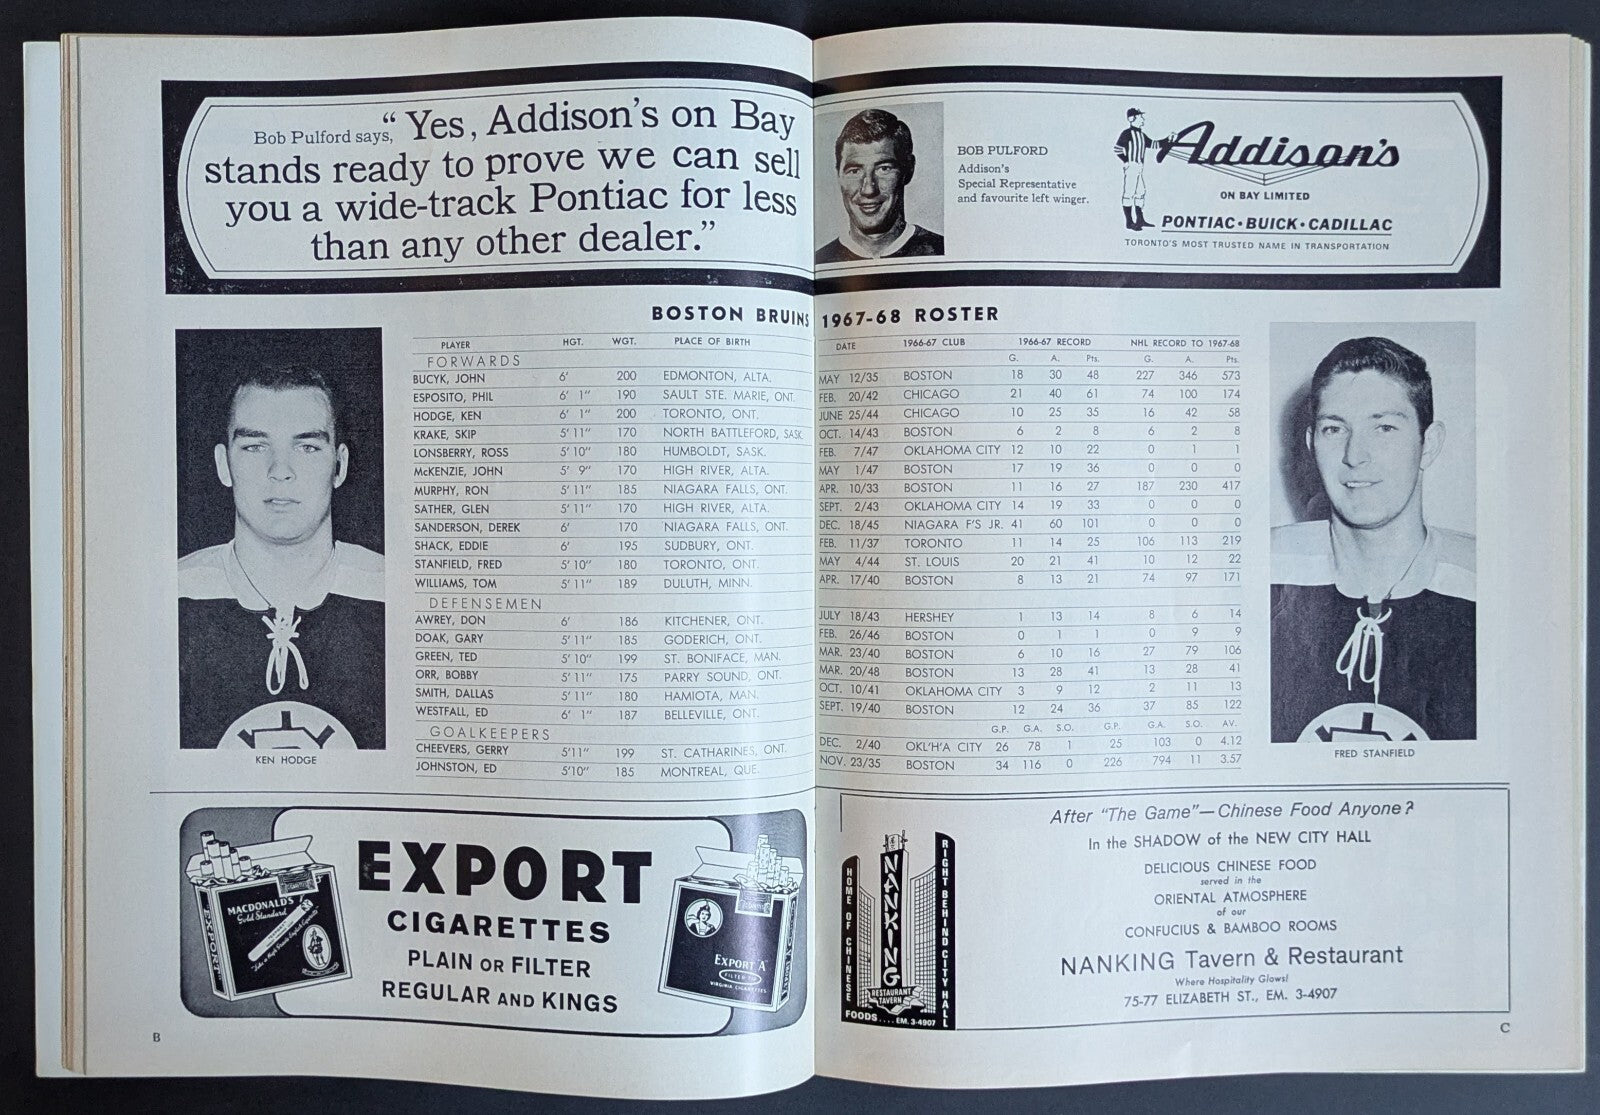 Bob Pulford says, “Yes, Addison's on Bay
stands ready to prove we can sell
you a wide-track Pontiac for less
than any other dealer.”
BOB PULFORD
Addison's
Special Representative
and favourite left winger.
Addison's
ON BAY LIMITED
PONTIAC • BUICK • CADILLAC
TORONTO'S MOST TRUSTED NAME IN TRANSPORTATION
BOSTON BRUINS 1967-68 ROSTER
PLAYER HGT. WGT. PLACE OF BIRTH DATE 1966-67 CLUB 1966-67 RECORD NHL RECORD TO 1967-68
FORWARDS G. A. Pts. G. A. Pts.
BUCYK, JOHN 6' 200 EDMONTON, ALTA. MAY 12/35 BOSTON 18 30 48 227 346 573
ESPOSITO, PHIL 6' 1" 190 SAULT STE. MARIE, ONT. FEB. 20/42 CHICAGO 21 40 61 74 100 174
HODGE, KEN 6' 1" 200 TORONTO, ONT. JUNE 25/44 CHICAGO 10 25 35 16 42 58
KRAKE, SKIP 5' 11" 170 NORTH BATTLEFORD, SASK. OCT. 14/43 BOSTON 6 2 8 6 2 8
LONSBERRY, ROSS 5' 10" 180 HUMBOLDT, SASK. FEB. 7/47 OKLAHOMA CITY 12 10 22 0 1 1
McKENZIE, JOHN 5' 9" 170 HIGH RIVER, ALTA. MAY 1/47 BOSTON 17 19 36 0 0 0
MURPHY, RON 5' 11" 185 NIAGARA FALLS, ONT. APR. 10/33 BOSTON 11 16 27 187 230 417
SATHER, GLEN 5' 11" 170 HIGH RIVER, ALTA. SEPT. 2/43 OKLAHOMA CITY 14 19 33 0 0 0
SANDERSON, DEREK 6' 170 NIAGARA FALLS, ONT. DEC. 18/45 NIAGARA F'S JR. 41 60 101 0 0 0
SHACK, EDDIE 6' 195 SUDBURY, ONT. FEB. 11/37 TORONTO 11 14 25 106 113 219
STANFIELD, FRED 5' 10" 180 TORONTO, ONT. MAY 4/44 ST. LOUIS 20 21 41 10 12 22
WILLIAMS, TOM 5' 11" 189 DULUTH, MINN. APR. 17/40 BOSTON 8 13 21 74 97 171
DEFENSEMEN
AWREY, DON 6' 186 KITCHENER, ONT. JULY 18/43 HERSHEY 1 13 14 8 6 14
DOAK, GARY 5' 11" 185 GODERICH, ONT. FEB. 26/46 BOSTON 0 1 1 0 9 9
GREEN, TED 5' 10" 199 ST. BONIFACE, MAN. MAR. 23/40 BOSTON 6 10 16 27 79 106
ORR, BOBBY 5' 11" 175 PARRY SOUND, ONT. MAR. 20/48 BOSTON 13 28 41 13 28 41
SMITH, DALLAS 5' 11" 180 HAMIOTA, MAN. OCT. 10/41 OKLAHOMA CITY 3 9 12 2 11 13
WESTFALL, ED 6' 1" 187 BELLEVILLE, ONT. SEPT. 19/40 BOSTON 12 24 36 37 85 122
GOALKEEPERS G.P. G.A. S.O. G.P. G.A. S.O. AV.
CHEEVERS, GERRY 5'11" 199 ST. CATHARINES, ONT. DEC. 2/40 OKL'H'A CITY 26 78 1 25 103 0 4.12
JOHNSTON, ED 5'10" 185 MONTREAL, QUE. NOV. 23/35 BOSTON 34 116 0 226 794 11 3.57
KEN HODGE
FRED STANFIELD
EXPORT
CIGARETTES
PLAIN OR FILTER
REGULAR AND KINGS
MACDONALD'S
Gold Standard
EXPORT
EXPORT "A"
FILTER TIP
VIRGINIA CIGARETTES
After "The Game"—Chinese Food Anyone?
In the SHADOW of the NEW CITY HALL
DELICIOUS CHINESE FOOD
served in the
ORIENTAL ATMOSPHERE
of our
CONFUCIUS & BAMBOO ROOMS
NANKING Tavern & Restaurant
Where Hospitality Glows!
75-77 ELIZABETH ST., EM. 3-4907
HOME OF CHINESE
FOODS.... EM. 3-4907
NANKING
RESTAURANT
TAVERN
RIGHT BEHIND CITY HALL
B
C